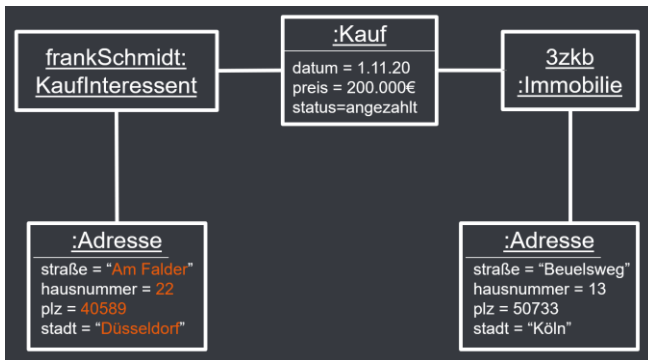 frankSchmidt:
KaufInteressent
:Kauf
datum = 1.11.20
preis = 200.000€
status=angezahlt
3zkb
:Immobilie
:Adresse
straße = “Am Falder”
hausnummer = 22
plz = 40589
stadt = “Düsseldorf”
:Adresse
straße = “Beuelsweg”
hausnummer = 13
plz = 50733
stadt = “Köln”